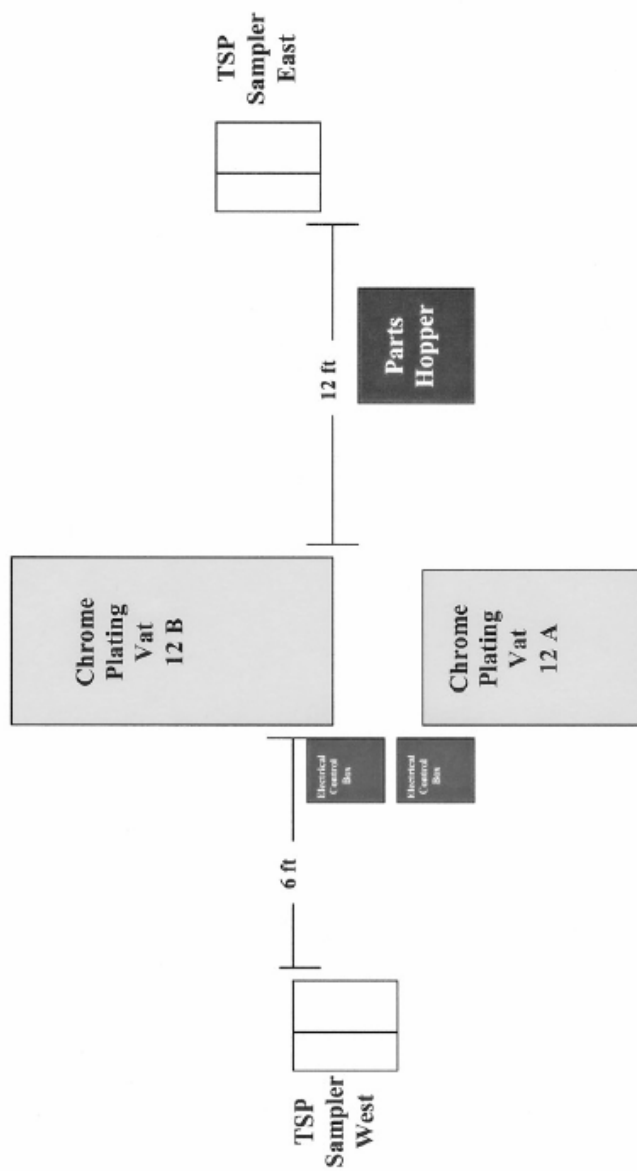 TSP
Sampler
West
6 ft
Electrical
Control
Box
Electrical
Control
Box
Chrome
Plating
Vat
12 B
Chrome
Plating
Vat
12 A
12 ft
Parts
Hopper
TSP
Sampler
East